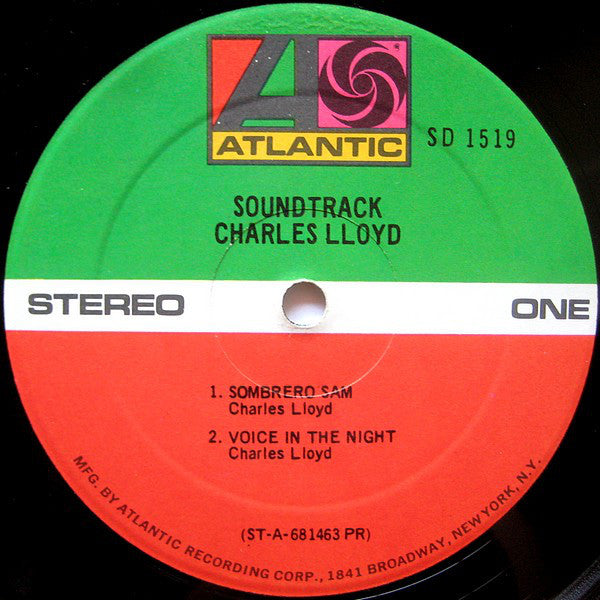 ATLANTIC
®
SD 1519
SOUNDTRACK
CHARLES LLOYD
STEREO
ONE
1. SOMBRERO SAM
Charles Lloyd
2. VOICE IN THE NIGHT
Charles Lloyd
(ST-A-681463 PR)
MFG. BY ATLANTIC RECORDING CORP., 1841 BROADWAY, NEW YORK, N.Y.